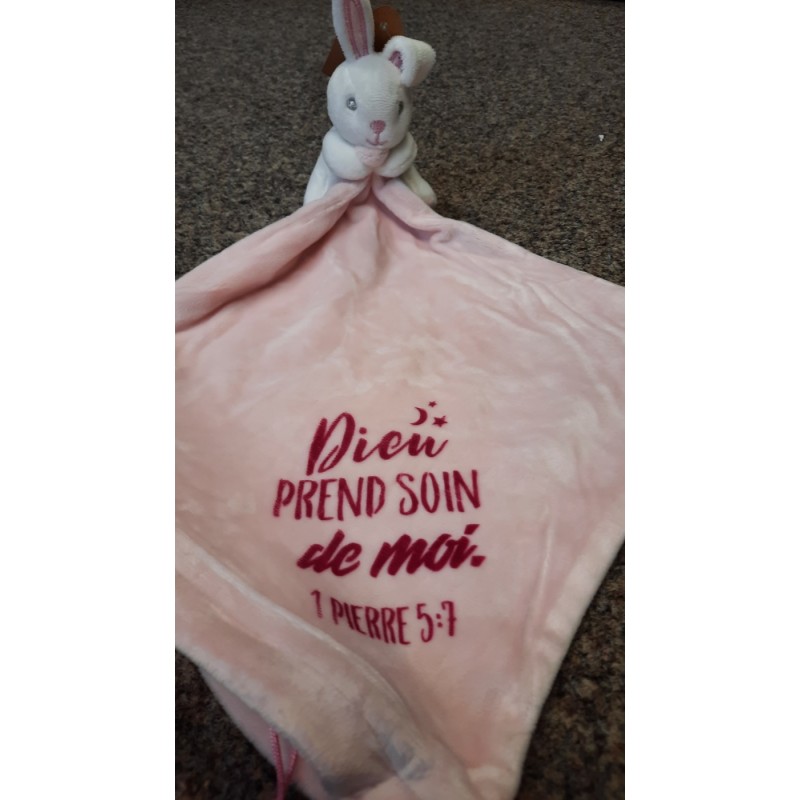 Dieu
PREND SOIN
de moi.
1 PIERRE 5:7